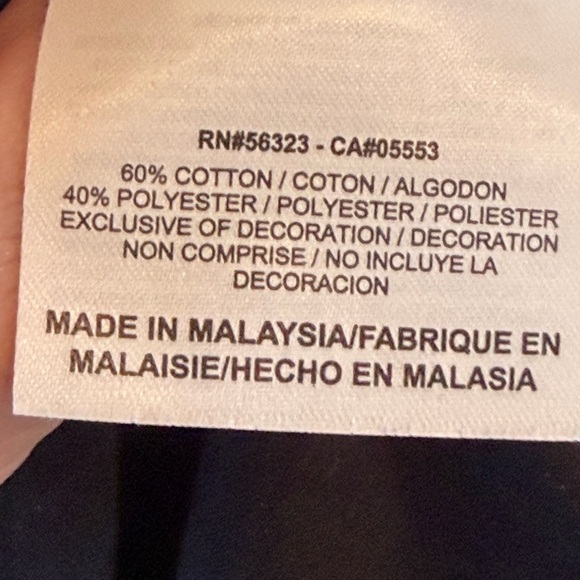 RN#56323 - CA#05553
60% COTTON / COTON / ALGODON
40% POLYESTER / POLYESTER / POLIESTER
EXCLUSIVE OF DECORATION / DECORATION
NON COMPRISE / NO INCLUYE LA
DECORACION
MADE IN MALAYSIA/FABRIQUE EN
MALAISIE/HECHO EN MALASIA